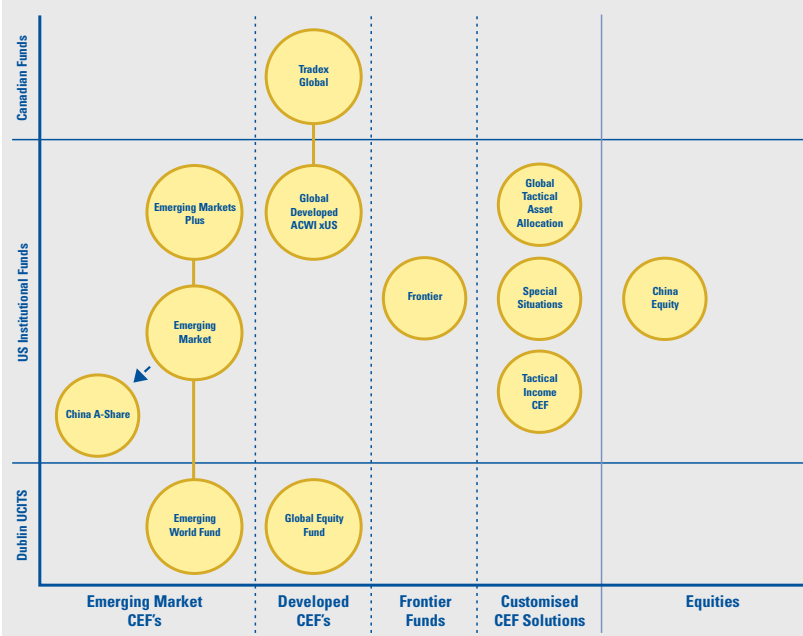 Canadian Funds
Tradex
Global
US Institutional Funds
Emerging Markets
Plus
Global
Developed
ACWI xUS
Global
Tactical
Asset
Allocation
Frontier
Special
Situations
China
Equity
Emerging
Market
Tactical
Income
CEF
China A-Share
Dublin UCITS
Emerging
World Fund
Global Equity
Fund
Emerging Market
CEF's
Developed
CEF's
Frontier
Funds
Customised
CEF Solutions
Equities